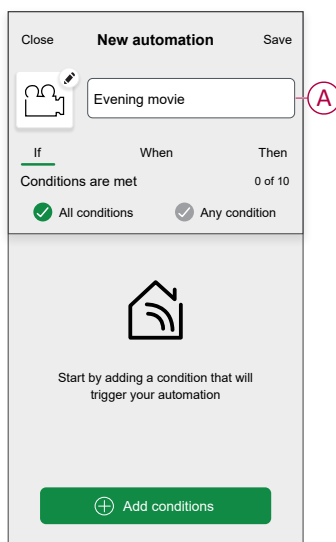 Close New automation Save
Evening movie
A
If When Then
Conditions are met 0 of 10
All conditions Any condition
Start by adding a condition that will
trigger your automation
Add conditions